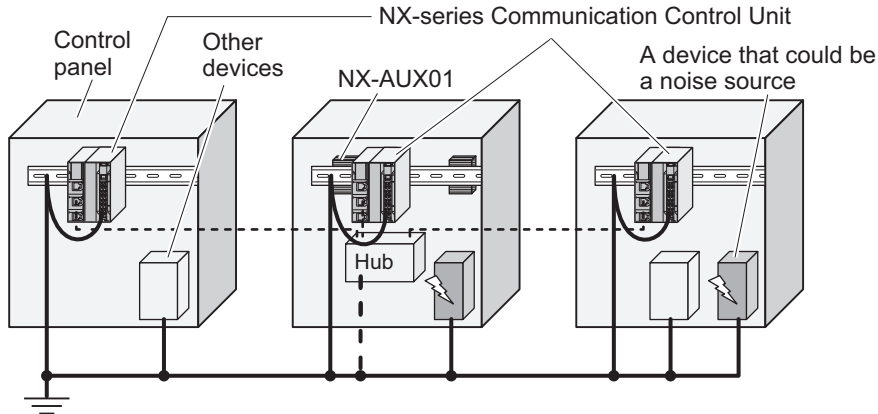 NX-series Communication Control Unit
Control
panel
Other
devices
NX-AUX01
A device that could be
a noise source
Hub